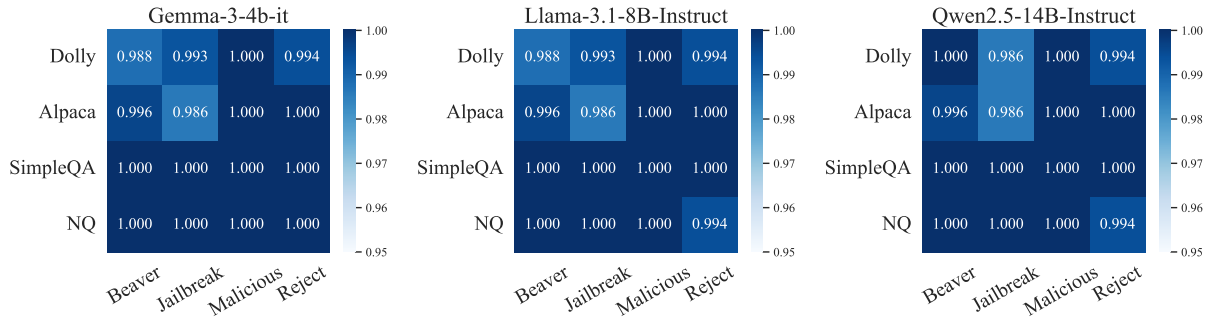 Gemma-3-4b-it
Dolly 0.988 0.993 1.000 0.994
Alpaca 0.996 0.986 1.000 1.000
SimpleQA 1.000 1.000 1.000 1.000
NQ 1.000 1.000 1.000 1.000
Beaver Jailbreak Malicious Reject
1.00
0.99
0.98
0.97
0.96
0.95
Llama-3.1-8B-Instruct
Dolly 0.988 0.993 1.000 0.994
Alpaca 0.996 0.986 1.000 1.000
SimpleQA 1.000 1.000 1.000 1.000
NQ 1.000 1.000 1.000 0.994
Beaver Jailbreak Malicious Reject
1.00
0.99
0.98
0.97
0.96
0.95
Qwen2.5-14B-Instruct
Dolly 1.000 0.986 1.000 0.994
Alpaca 0.996 0.986 1.000 1.000
SimpleQA 1.000 1.000 1.000 1.000
NQ 1.000 1.000 1.000 0.994
Beaver Jailbreak Malicious Reject
1.00
0.99
0.98
0.97
0.96
0.95